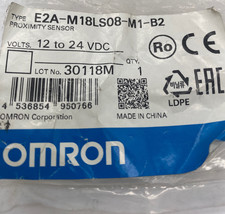 TYPE E2A-M18LS08-M1-B2
PROXIMITY SENSOR
VOLTS. 12 to 24 VDC
LOT No. 30118M
QTY. 1
4 536854 950766
OMRON Corporation
MADE IN CHINA
LDPE
EAC
OMRON